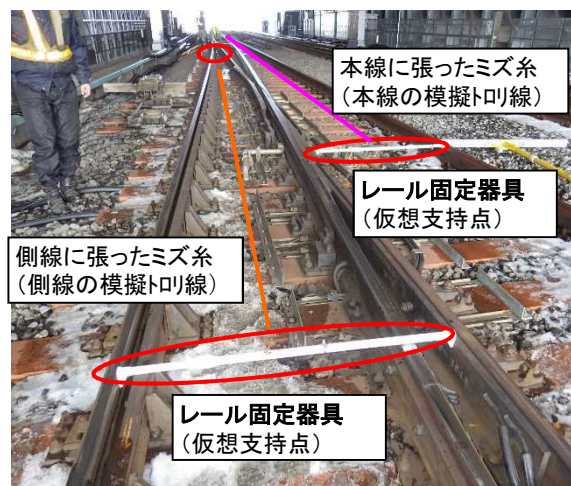 本線に張ったミズ糸
（本線の模擬ﾄﾛﾘ線）
レール固定器具
（仮想支持点）
側線に張ったミズ糸
（側線の模擬ﾄﾛﾘ線）
レール固定器具
（仮想支持点）